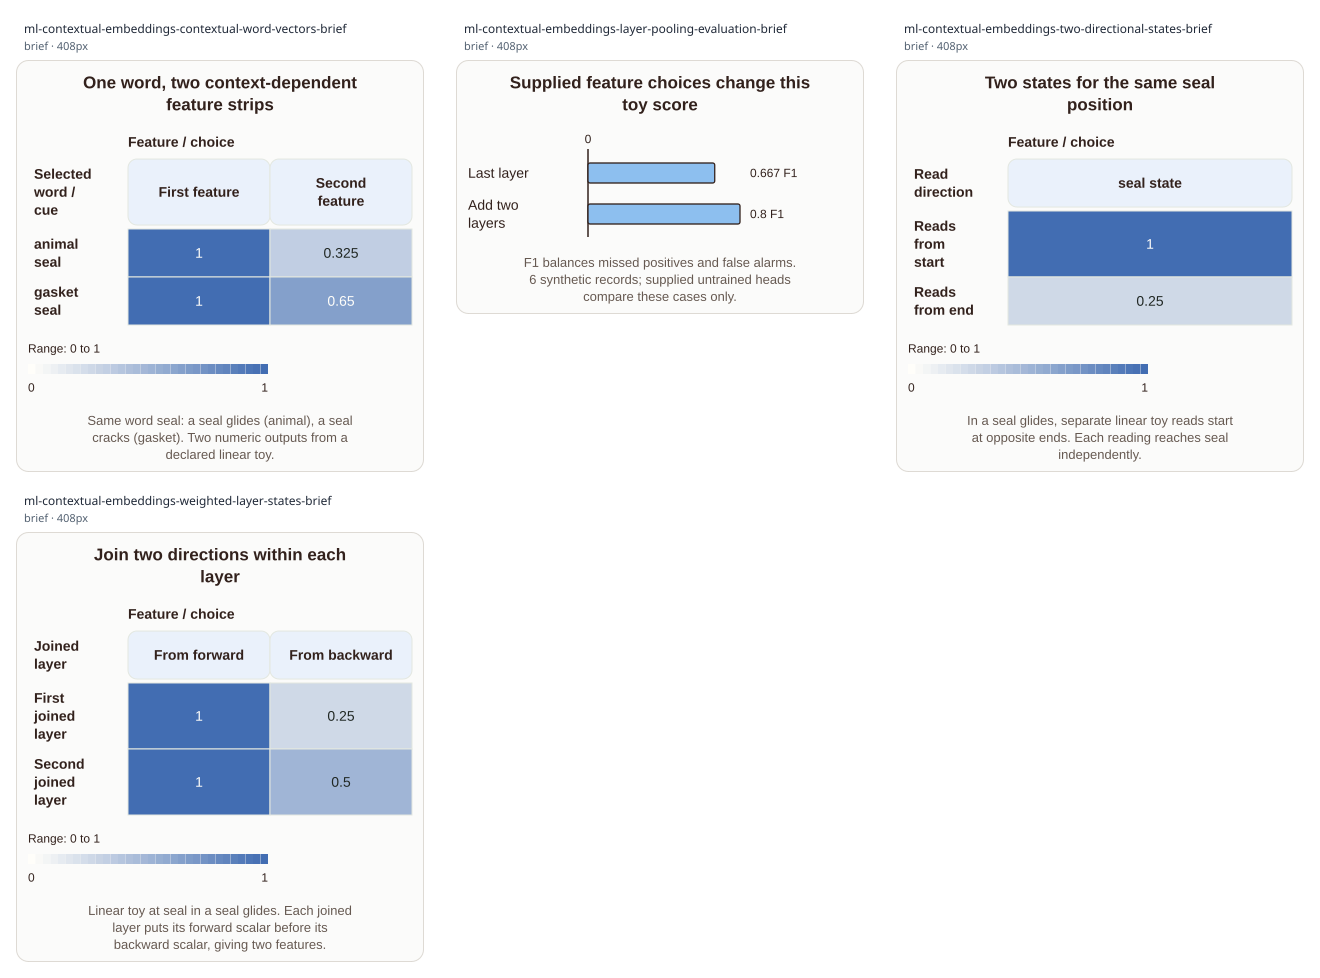 ml-contextual-embeddings-contextual-word-vectors-brief
brief · 408px
One word, two context-dependent
feature strips
Feature / choice
Selected
word /
cue
First feature
Second
feature
animal
seal
1
0.325
gasket
seal
1
0.65
Range: 0 to 1
0
1
Same word seal: a seal glides (animal), a seal
cracks (gasket). Two numeric outputs from a
declared linear toy.
ml-contextual-embeddings-layer-pooling-evaluation-brief
brief · 408px
Supplied feature choices change this
toy score
0
Last layer
0.667 F1
Add two
layers
0.8 F1
F1 balances missed positives and false alarms.
6 synthetic records; supplied untrained heads
compare these cases only.
ml-contextual-embeddings-two-directional-states-brief
brief · 408px
Two states for the same seal
position
Feature / choice
Read
direction
seal state
Reads
from
start
1
Reads
from end
0.25
Range: 0 to 1
0
1
In a seal glides, separate linear toy reads start
at opposite ends. Each reading reaches seal
independently.
ml-contextual-embeddings-weighted-layer-states-brief
brief · 408px
Join two directions within each
layer
Feature / choice
Joined
layer
From forward
From backward
First
joined
layer
1
0.25
Second
joined
layer
1
0.5
Range: 0 to 1
0
1
Linear toy at seal in a seal glides. Each joined
layer puts its forward scalar before its
backward scalar, giving two features.